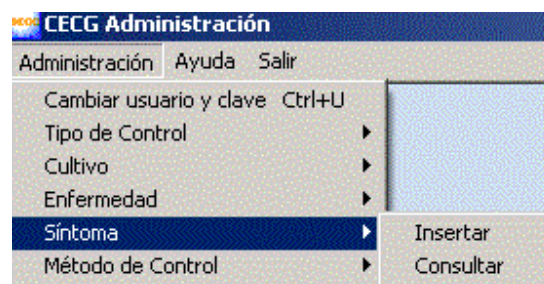 CECG Administración
Administración Ayuda Salir
Cambiar usuario y clave Ctrl+U
Tipo de Control
Cultivo
Enfermedad
Síntoma
Insertar
Método de Control
Consultar